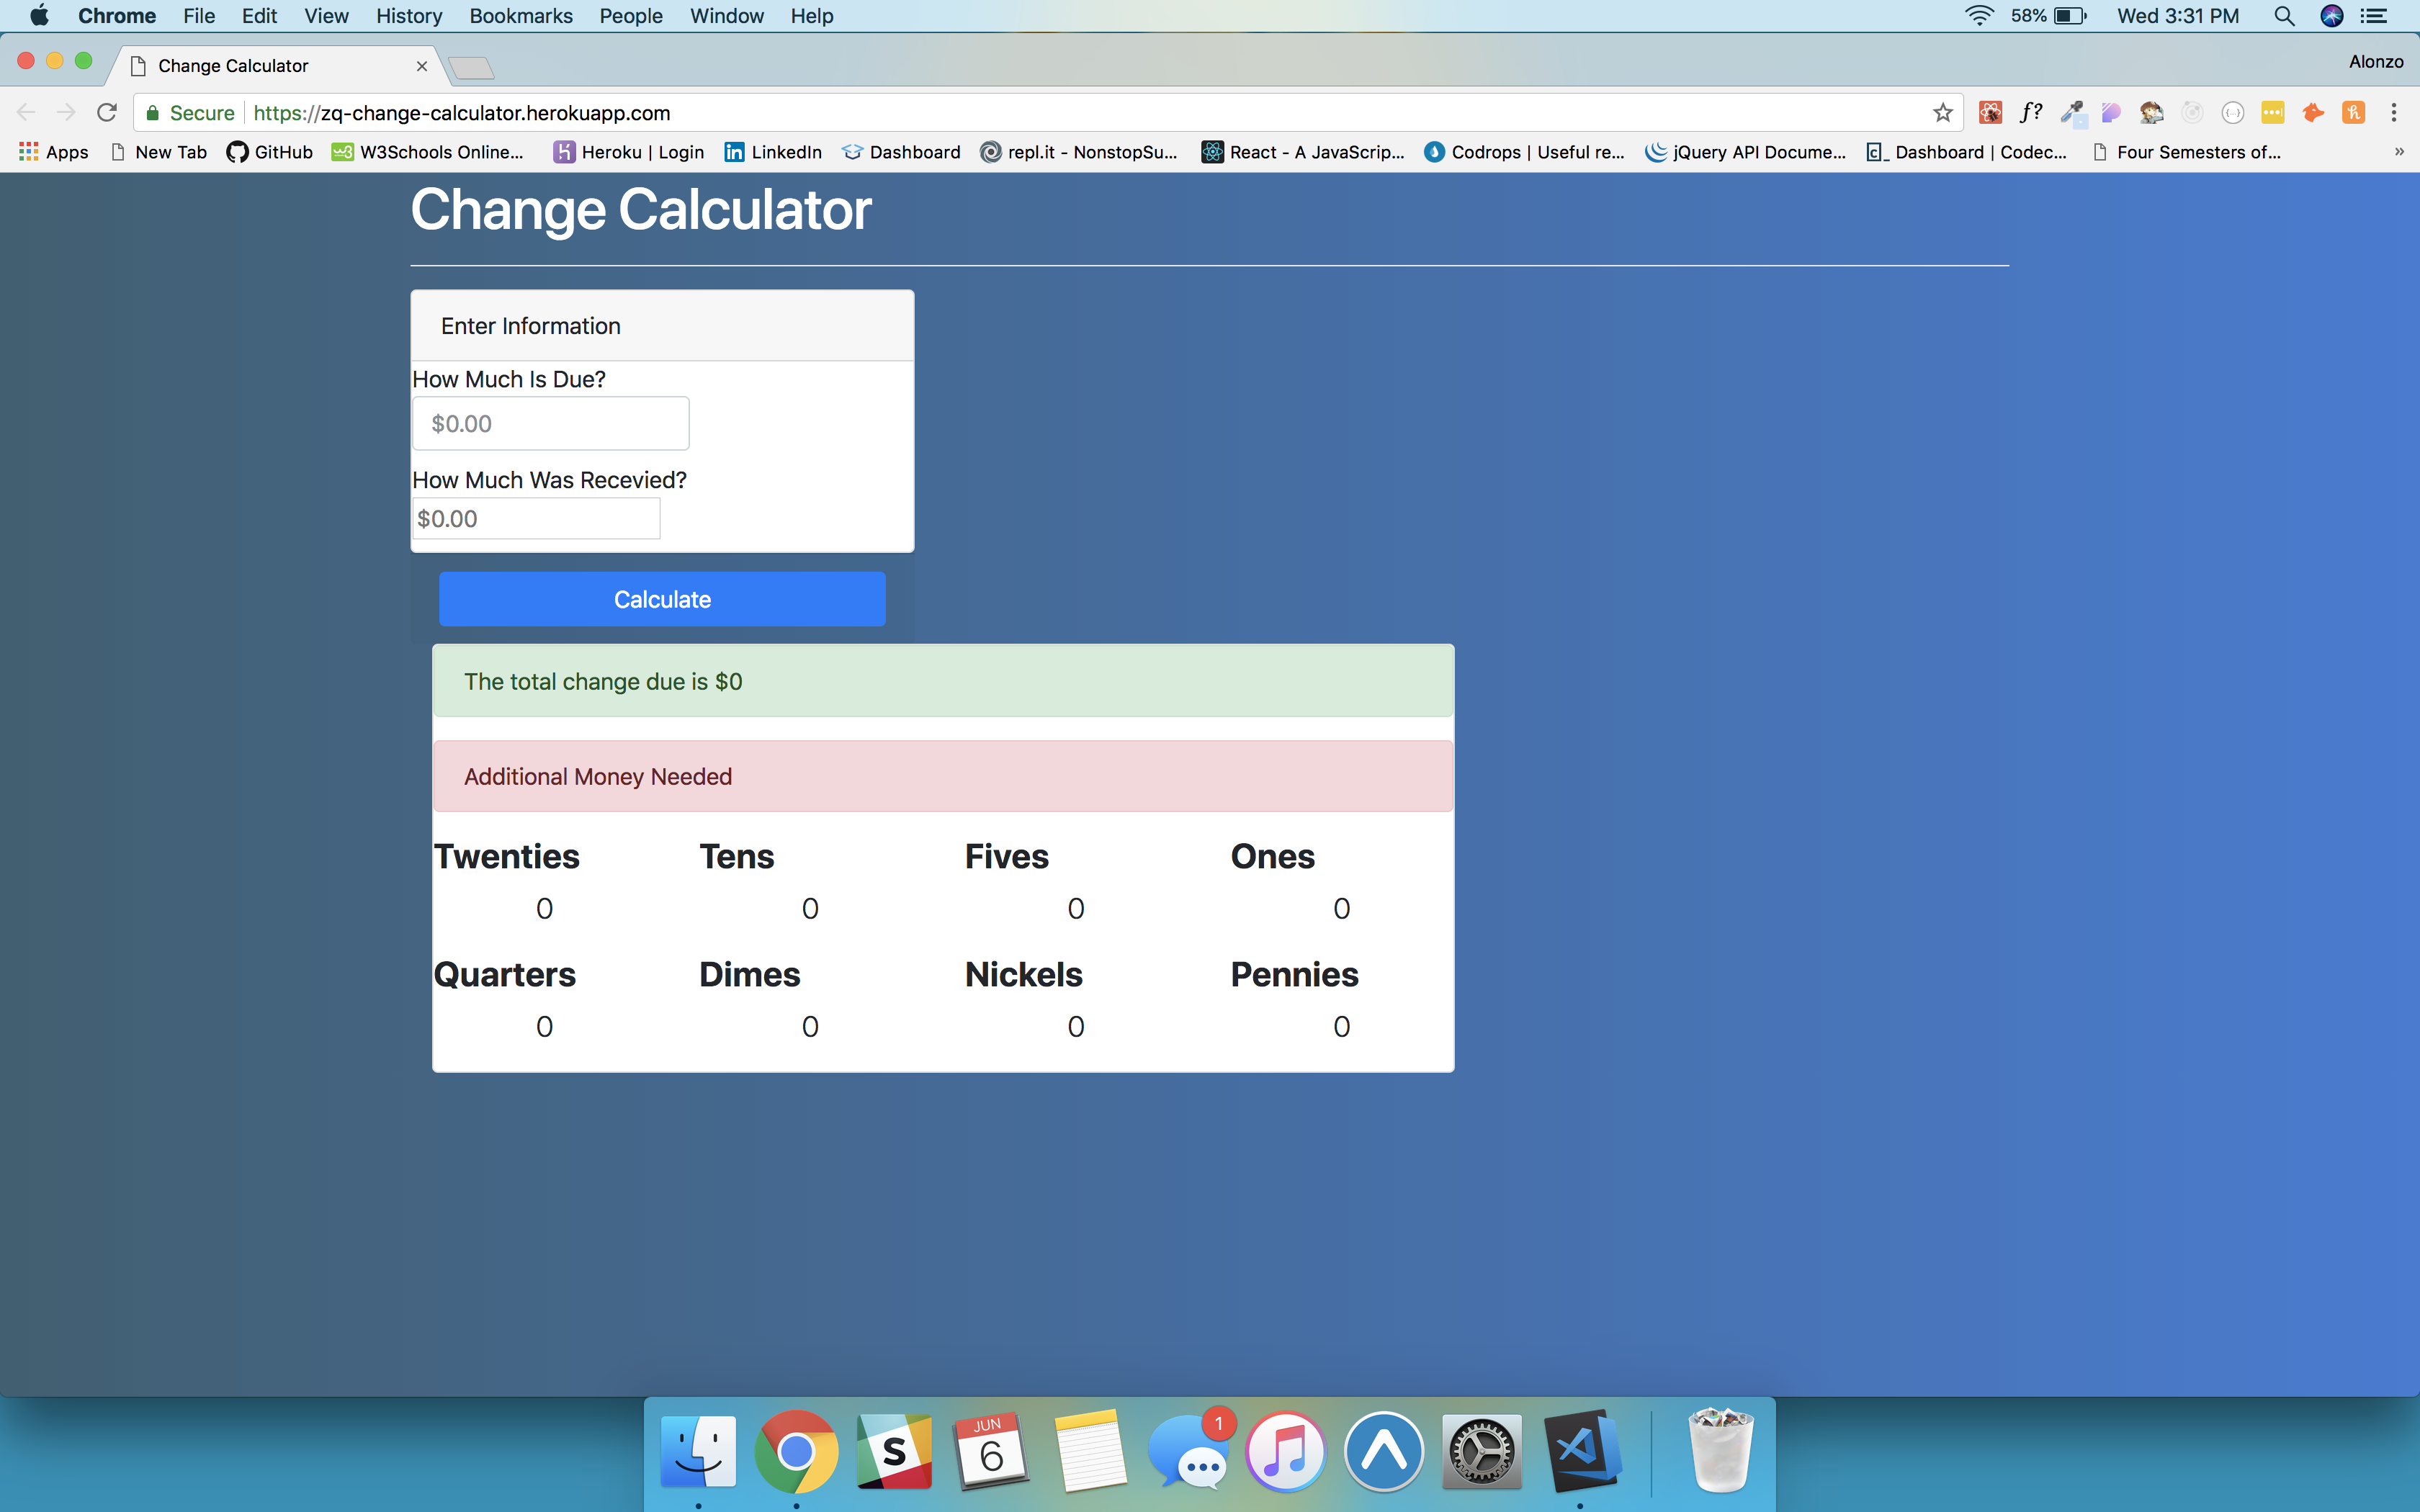 Chrome File Edit View History Bookmarks People Window Help 58% Wed 3:31 PM
Change Calculator Alonzo
Secure https://zq-change-calculator.herokuapp.com f?
Apps New Tab GitHub W3Schools Online... Heroku | Login LinkedIn Dashboard repl.it - NonstopSu... React - A JavaScrip... Codrops | Useful re... jQuery API Docume... Dashboard | Codec... Four Semesters of... »
Change Calculator
Enter Information
How Much Is Due?
$0.00
How Much Was Recevied?
$0.00
Calculate
The total change due is $0
Additional Money Needed
Twenties Tens Fives Ones
0 0 0 0
Quarters Dimes Nickels Pennies
0 0 0 0
S JUN 6 1